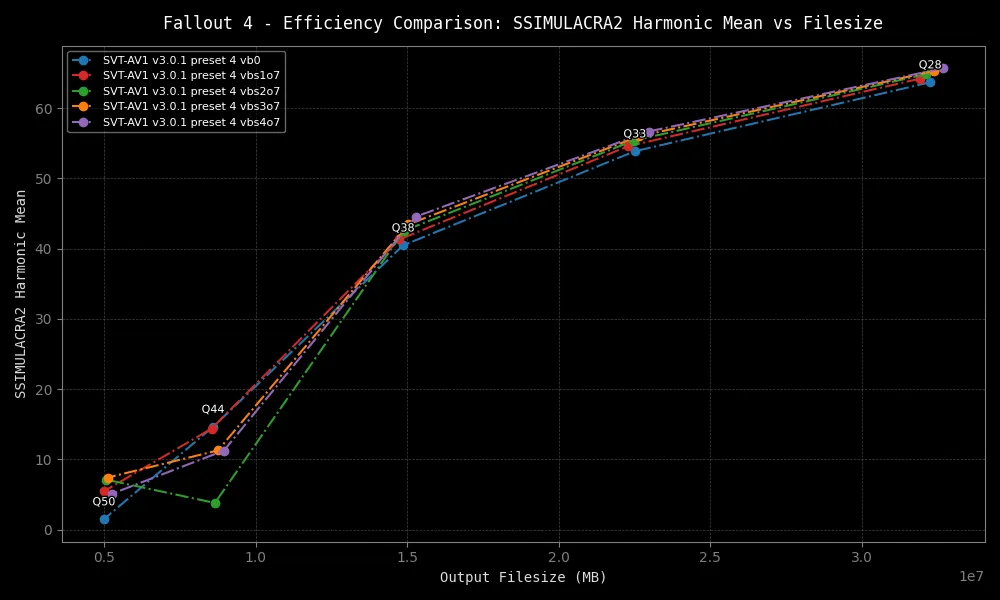 Fallout 4 - Efficiency Comparison: SSIMULACRA2 Harmonic Mean vs Filesize
SVT-AV1 v3.0.1 preset 4 vb0
SVT-AV1 v3.0.1 preset 4 vbs1o7
SVT-AV1 v3.0.1 preset 4 vbs2o7
SVT-AV1 v3.0.1 preset 4 vbs3o7
SVT-AV1 v3.0.1 preset 4 vbs4o7
Q28
Q33
Q38
Q44
Q50
SSIMULACRA2 Harmonic Mean
60
50
40
30
20
10
0
0.5 1.0 1.5 2.0 2.5 3.0
1e7
Output Filesize (MB)